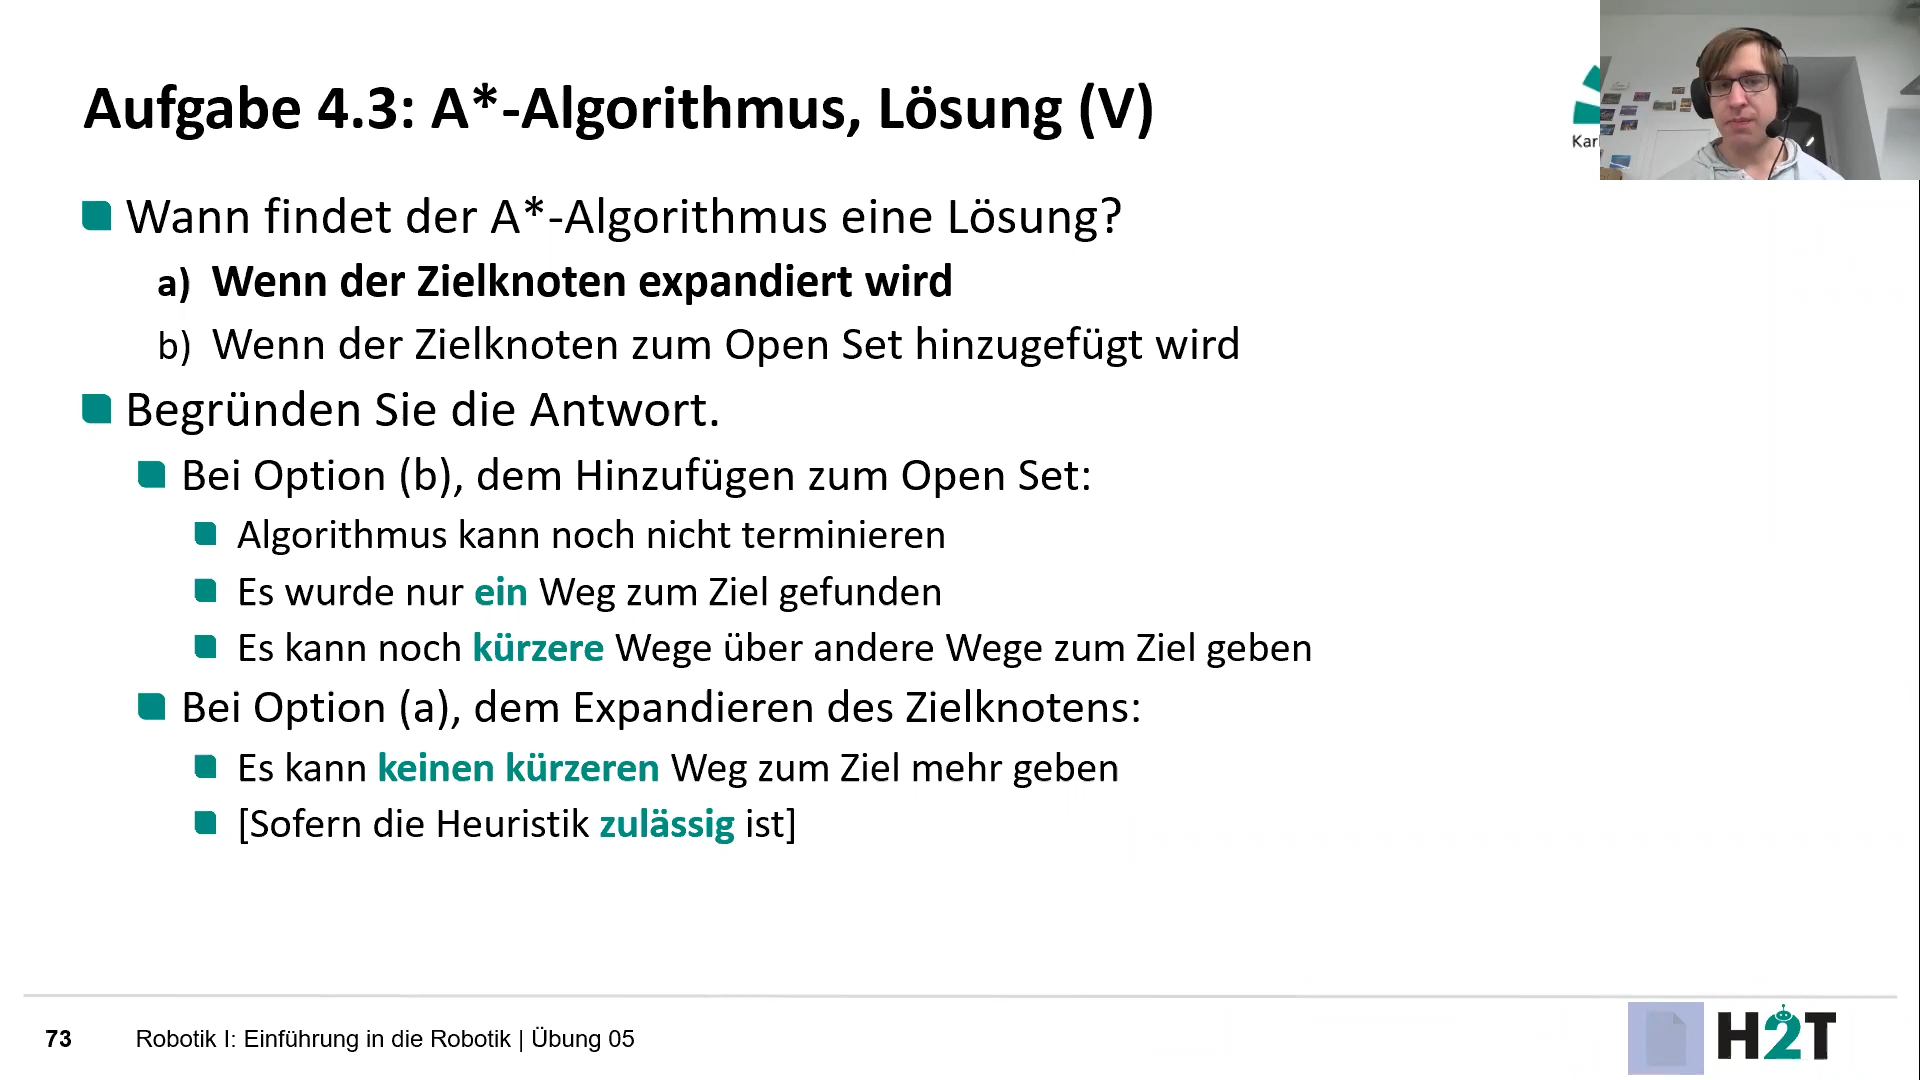 Aufgabe 4.3: A*-Algorithmus, Lösung (V)
Kar
Wann findet der A*-Algorithmus eine Lösung?
a) Wenn der Zielknoten expandiert wird
b) Wenn der Zielknoten zum Open Set hinzugefügt wird
Begründen Sie die Antwort.
Bei Option (b), dem Hinzufügen zum Open Set:
Algorithmus kann noch nicht terminieren
Es wurde nur ein Weg zum Ziel gefunden
Es kann noch kürzere Wege über andere Wege zum Ziel geben
Bei Option (a), dem Expandieren des Zielknotens:
Es kann keinen kürzeren Weg zum Ziel mehr geben
[Sofern die Heuristik zulässig ist]
73 Robotik I: Einführung in die Robotik | Übung 05
H2T